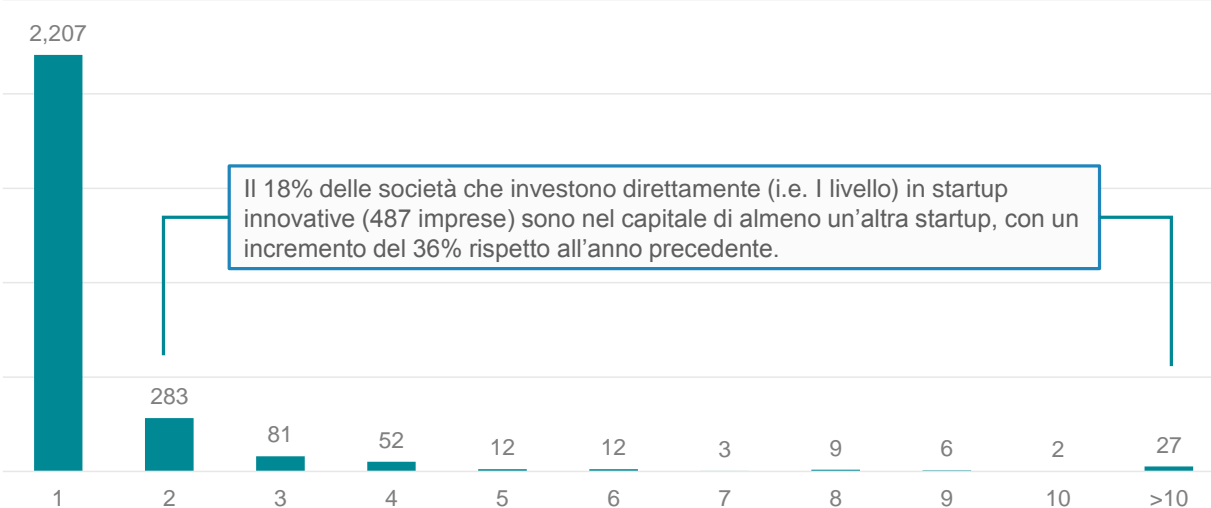 2,207
Il 18% delle società che investono direttamente (i.e. I livello) in startup
innovative (487 imprese) sono nel capitale di almeno un'altra startup, con un
incremento del 36% rispetto all'anno precedente.
283
81
52
12
12
3
9
6
2
27
1 2 3 4 5 6 7 8 9 10 >10